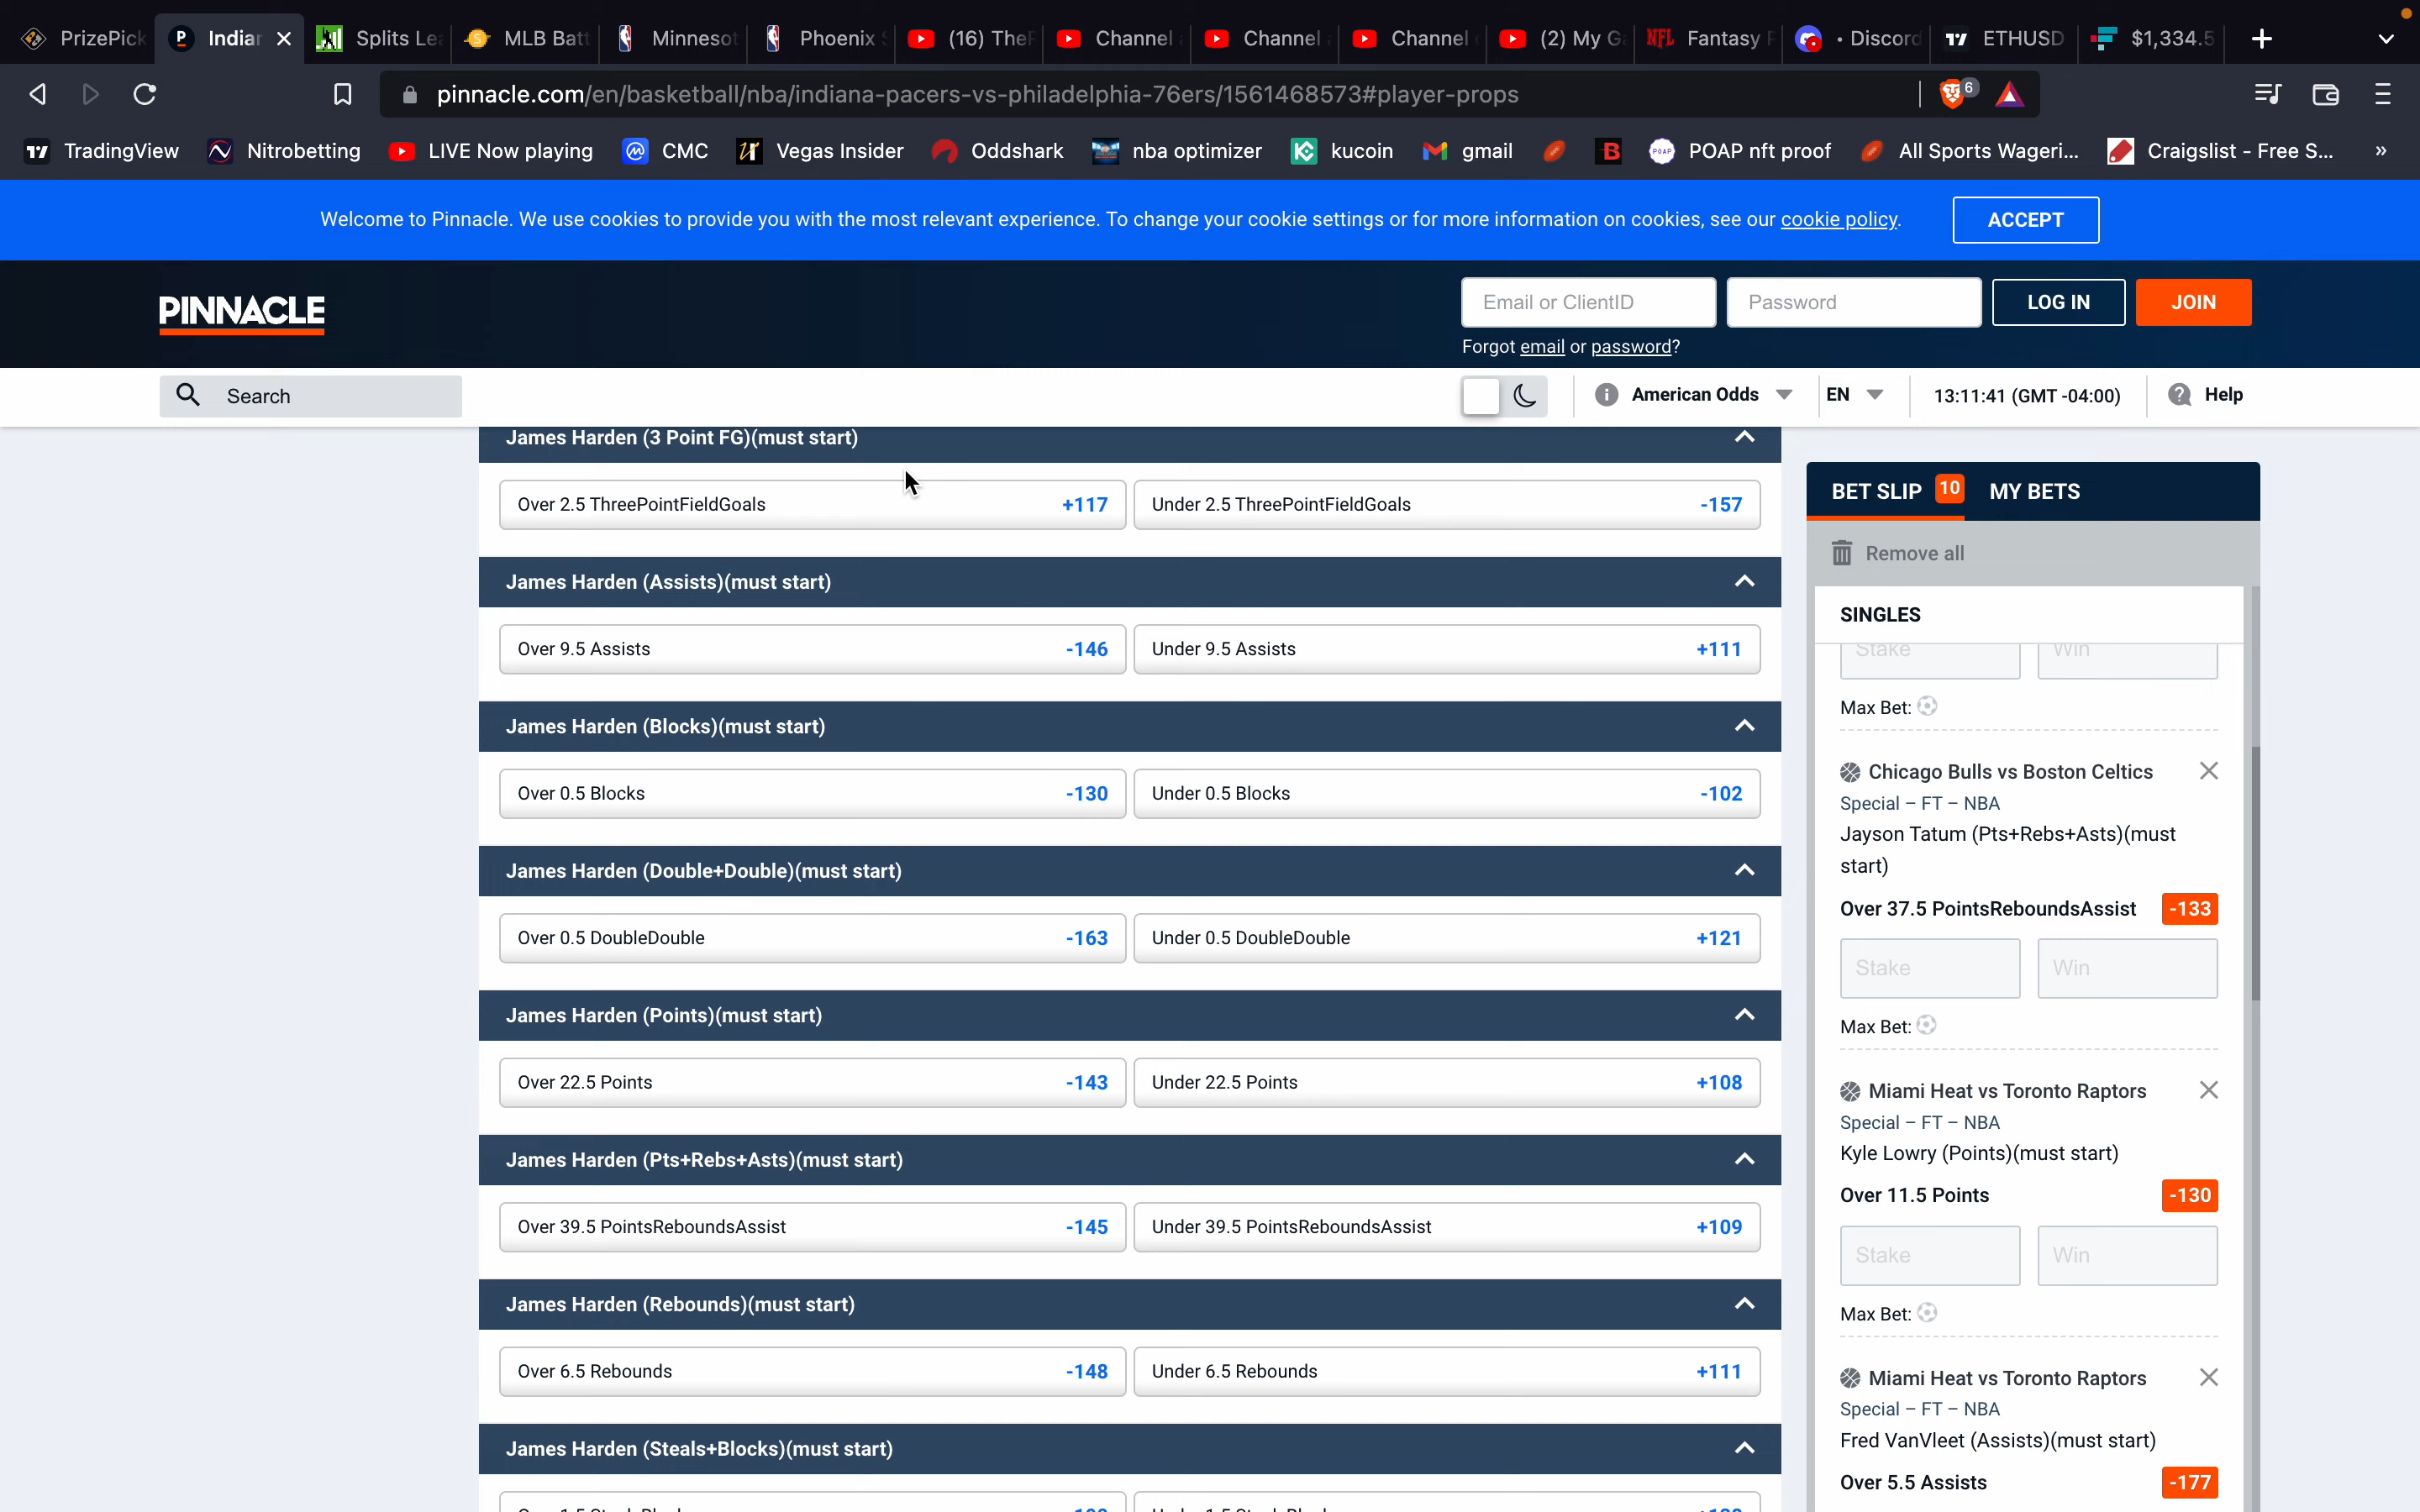 PrizePick
Indian
Splits Lea
MLB Batt
Minnesot
Phoenix S
(16) TheF
Channel
Channel
Channel
(2) My Ga
NFL Fantasy F
• Discord
ETHUSD
$1,334.5
pinnacle.com/en/basketball/nba/indiana-pacers-vs-philadelphia-76ers/1561468573#player-props
6
TradingView
Nitrobetting
LIVE Now playing
CMC
Vegas Insider
Oddshark
nba optimizer
kucoin
gmail
B
POAP nft proof
All Sports Wageri...
Craigslist - Free S...
»
Welcome to Pinnacle. We use cookies to provide you with the most relevant experience. To change your cookie settings or for more information on cookies, see our cookie policy.
ACCEPT
PINNACLE
Email or ClientID
Password
LOG IN
JOIN
Forgot email or password?
Search
American Odds
EN
13:11:41 (GMT -04:00)
Help
James Harden (3 Point FG)(must start)
Over 2.5 ThreePointFieldGoals +117
Under 2.5 ThreePointFieldGoals -157
James Harden (Assists)(must start)
Over 9.5 Assists -146
Under 9.5 Assists +111
James Harden (Blocks)(must start)
Over 0.5 Blocks -130
Under 0.5 Blocks -102
James Harden (Double+Double)(must start)
Over 0.5 DoubleDouble -163
Under 0.5 DoubleDouble +121
James Harden (Points)(must start)
Over 22.5 Points -143
Under 22.5 Points +108
James Harden (Pts+Rebs+Asts)(must start)
Over 39.5 PointsReboundsAssist -145
Under 39.5 PointsReboundsAssist +109
James Harden (Rebounds)(must start)
Over 6.5 Rebounds -148
Under 6.5 Rebounds +111
James Harden (Steals+Blocks)(must start)
BET SLIP 10
MY BETS
Remove all
SINGLES
Stake
Win
Max Bet:
Chicago Bulls vs Boston Celtics
Special – FT – NBA
Jayson Tatum (Pts+Rebs+Asts)(must
start)
Over 37.5 PointsReboundsAssist -133
Stake
Win
Max Bet:
Miami Heat vs Toronto Raptors
Special – FT – NBA
Kyle Lowry (Points)(must start)
Over 11.5 Points -130
Stake
Win
Max Bet:
Miami Heat vs Toronto Raptors
Special – FT – NBA
Fred VanVleet (Assists)(must start)
Over 5.5 Assists -177